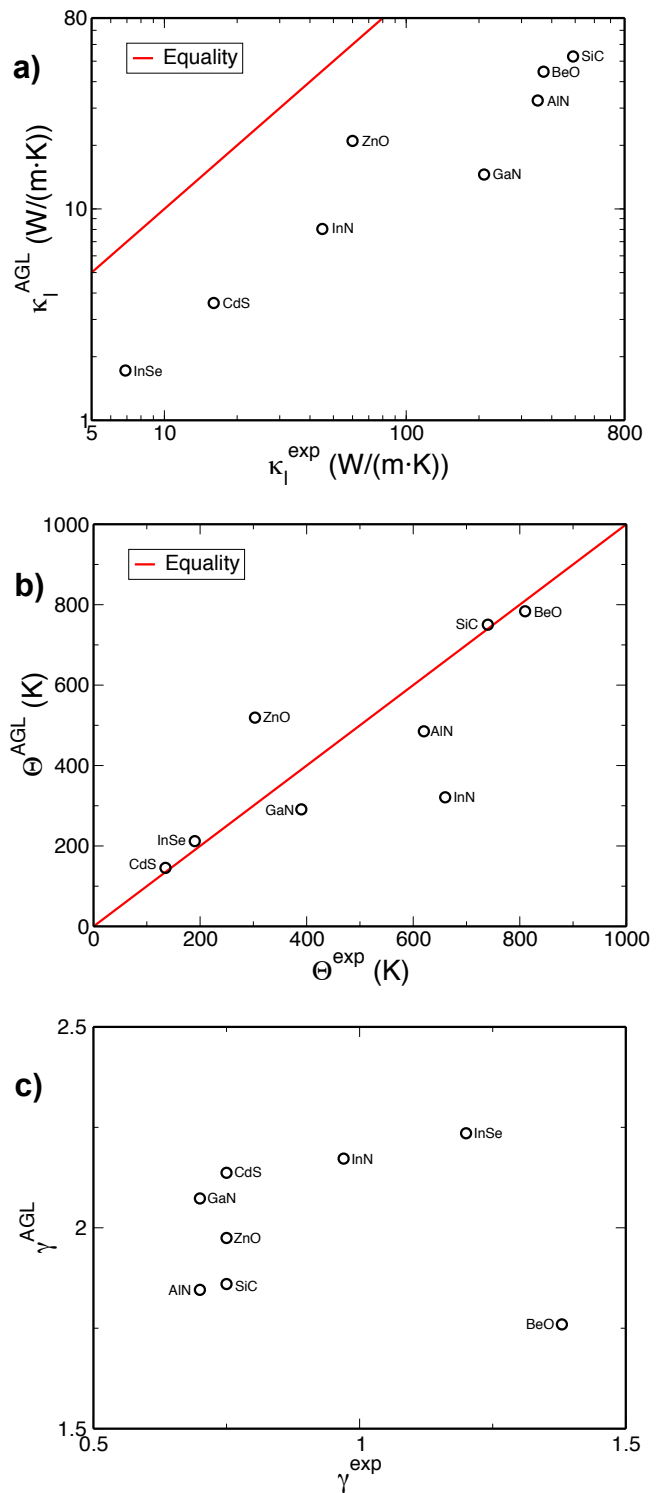 a)
80
10
1
κ_l^AGL (W/(m·K))
Equality
SiC
BeO
AlN
ZnO
GaN
InN
CdS
InSe
5 10 100 800
κ_l^exp (W/(m·K))
b)
1000
800
600
400
200
0
Θ^AGL (K)
Equality
SiC
BeO
ZnO
AlN
InN
GaN
InSe
CdS
0 200 400 600 800 1000
Θ^exp (K)
c)
2.5
2
1.5
γ^AGL
InSe
InN
CdS
GaN
ZnO
SiC
AlN
BeO
0.5 1 1.5
γ^exp